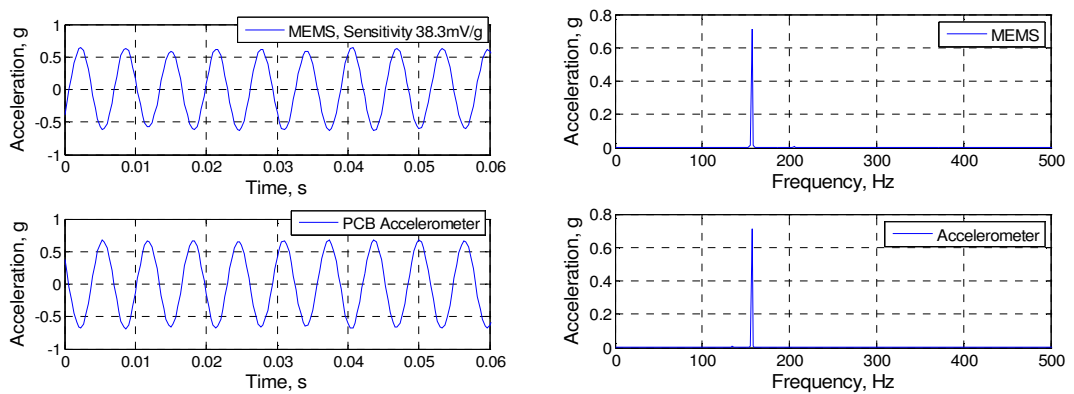 MEMS, Sensitivity 38.3mV/g
Acceleration, g
1
0.5
0
-0.5
-1
0 0.01 0.02 0.03 0.04 0.05 0.06
Time, s
MEMS
Acceleration, g
0.8
0.6
0.4
0.2
0
0 100 200 300 400 500
Frequency, Hz
PCB Accelerometer
Acceleration, g
1
0.5
0
-0.5
-1
0 0.01 0.02 0.03 0.04 0.05 0.06
Time, s
Accelerometer
Acceleration, g
0.8
0.6
0.4
0.2
0
0 100 200 300 400 500
Frequency, Hz